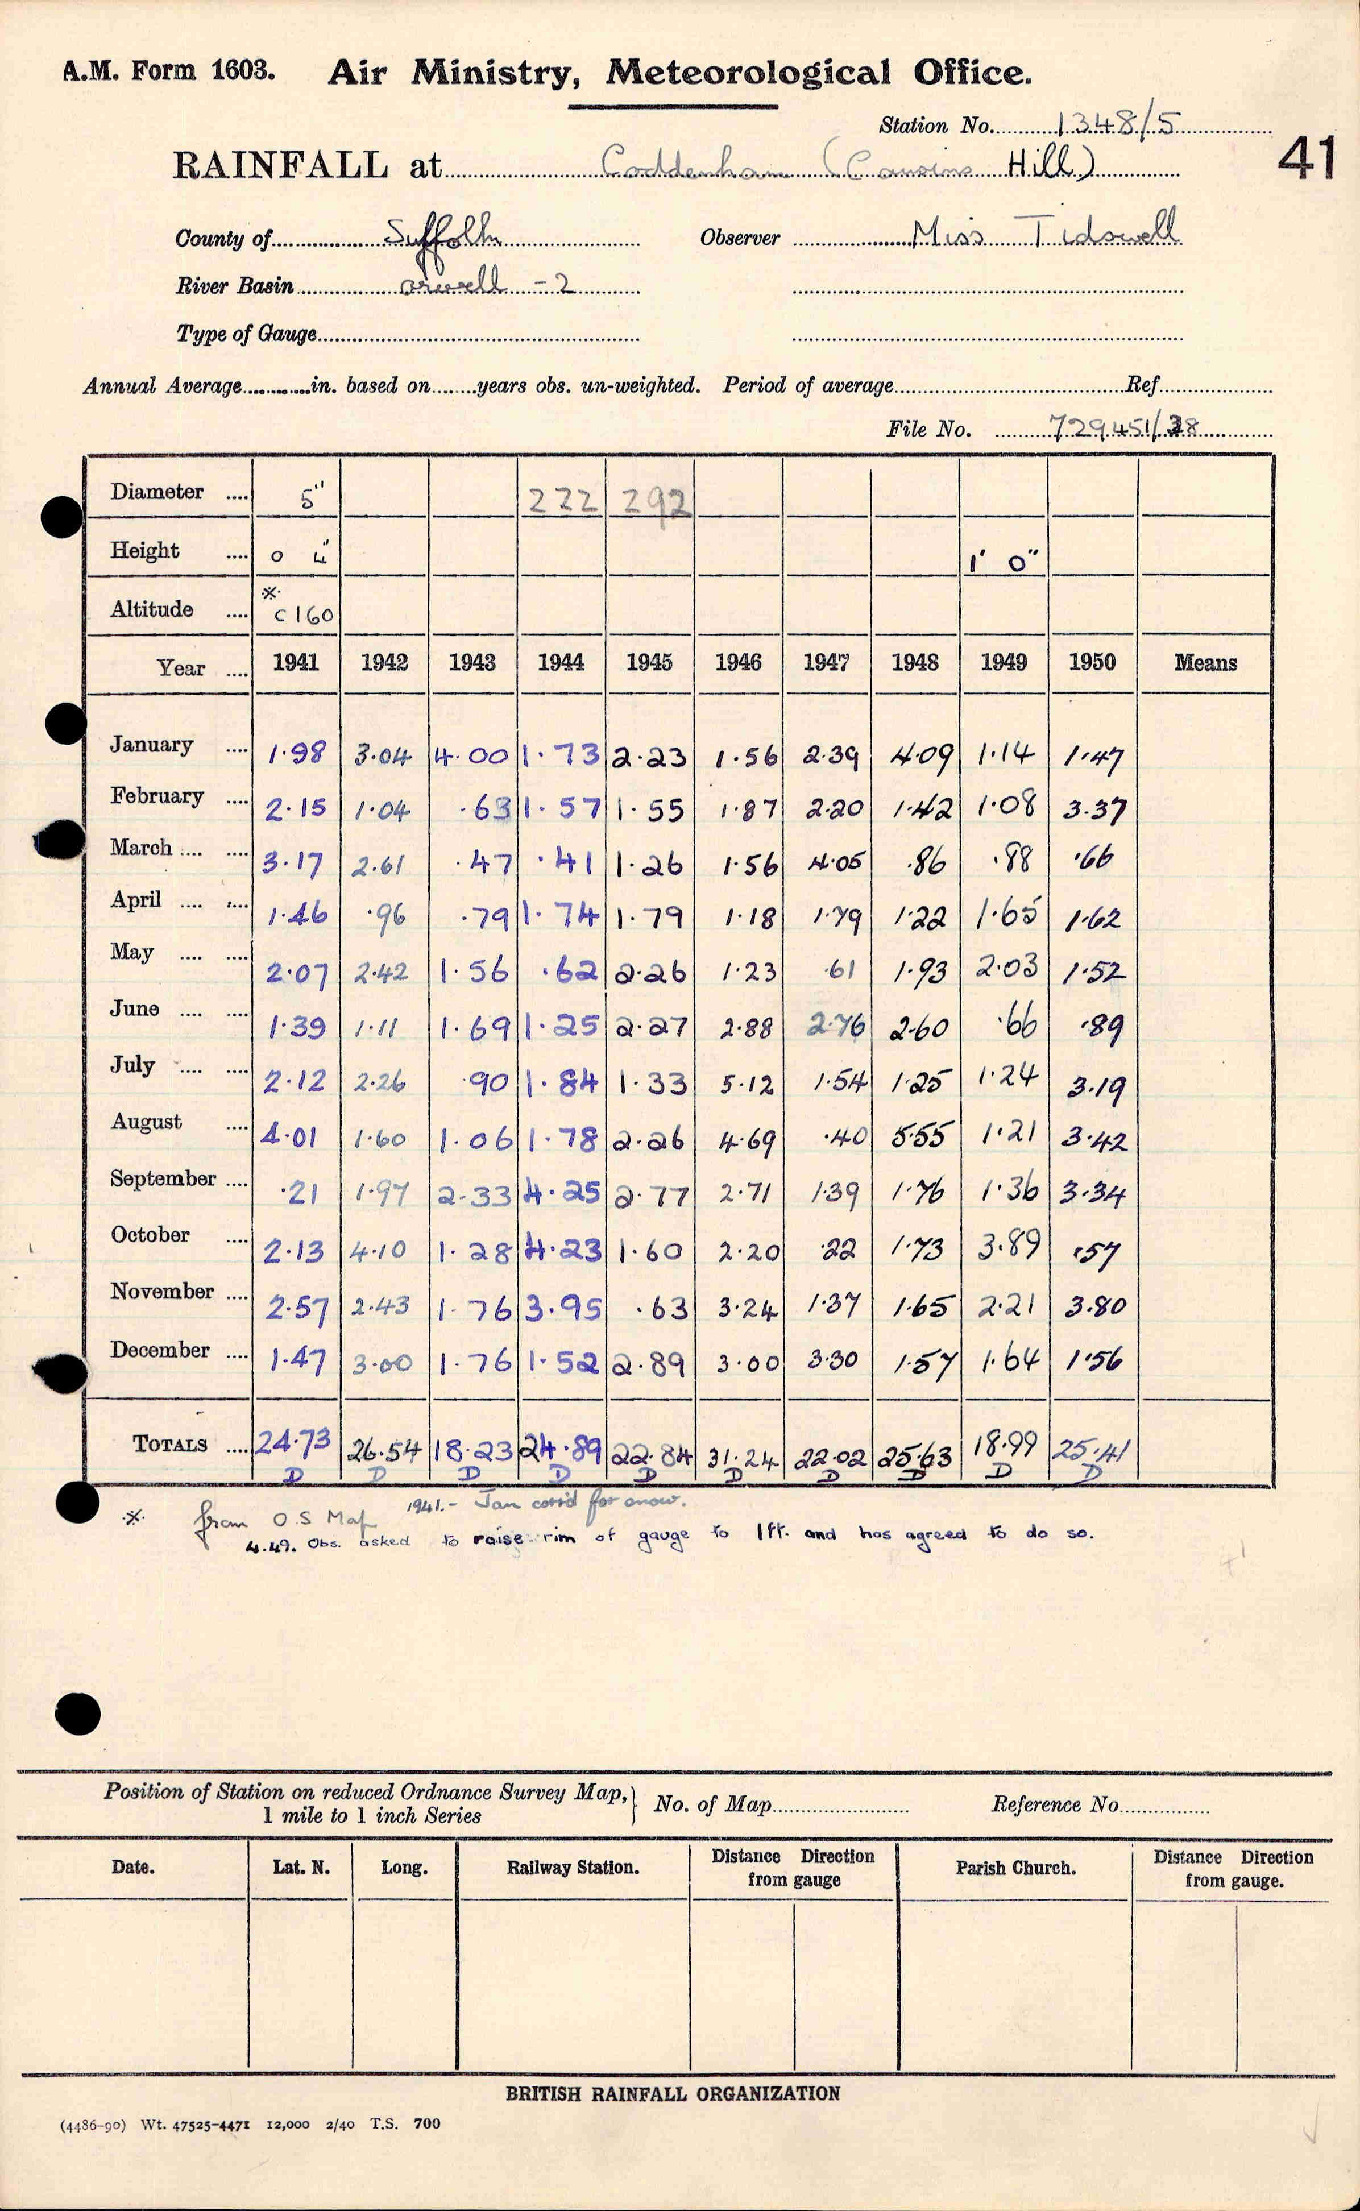 A.M. Form 1603. Air Ministry, Meteorological Office.
Station No. 1348/5
41
RAINFALL at Coddenham (Cousins Hill)
County of Suffolk Observer Miss Tidswell
River Basin Orwell - 2
Type of Gauge
Annual Average in. based on years obs. un-weighted. Period of average Ref
File No. 729451/38
Diameter .... 5" 222 292
Height .... 0 4" 1' 0"
Altitude .... * c160
Year .... 1941 1942 1943 1944 1945 1946 1947 1948 1949 1950 Means
January .... 1·98 3·04 4·00 1·73 2·23 1·56 2·39 4·09 1·14 1·47
February .... 2·15 1·04 ·63 1·57 1·55 1·87 2·20 1·42 1·08 3·37
March .... .... 3·17 2·61 ·47 ·41 1·26 1·56 4·05 ·86 ·88 ·66
April .... .... 1·46 ·96 ·79 1·74 1·79 1·18 1·79 1·22 1·65 1·62
May .... .... 2·07 2·42 1·56 ·62 2·26 1·23 ·61 1·93 2·03 1·52
June .... .... 1·39 1·11 1·69 1·25 2·27 2·88 2·76 2·60 ·66 ·89
July .... .... 2·12 2·26 ·90 1·84 1·33 5·12 1·54 1·25 1·24 3·19
August .... 4·01 1·60 1·06 1·78 2·26 4·69 ·40 5·55 1·21 3·42
September .... ·21 1·97 2·33 4·25 2·77 2·71 1·39 1·76 1·36 3·34
October .... 2·13 4·10 1·28 4·23 1·60 2·20 ·22 1·73 3·89 ·57
November .... 2·57 2·43 1·76 3·95 ·63 3·24 1·37 1·65 2·21 3·80
December .... 1·47 3·00 1·76 1·52 2·89 3·00 3·30 1·57 1·64 1·56
TOTALS .... 24·73 26·54 18·23 24·89 22·84 31·24 22·02 25·63 18·99 25·41
D D D D D D D D D D
* from O.S Map 1941.- Jan corrd for snow.
4.49. Obs. asked to raise rim of gauge to 1ft. and has agreed to do so.
Position of Station on reduced Ordnance Survey Map, 1 mile to 1 inch Series } No. of Map Reference No.
Date. Lat. N. Long. Railway Station. Distance Direction from gauge Parish Church. Distance Direction from gauge.
BRITISH RAINFALL ORGANIZATION
(4486-90) Wt. 47525-4471 12,000 2/40 T.S. 700